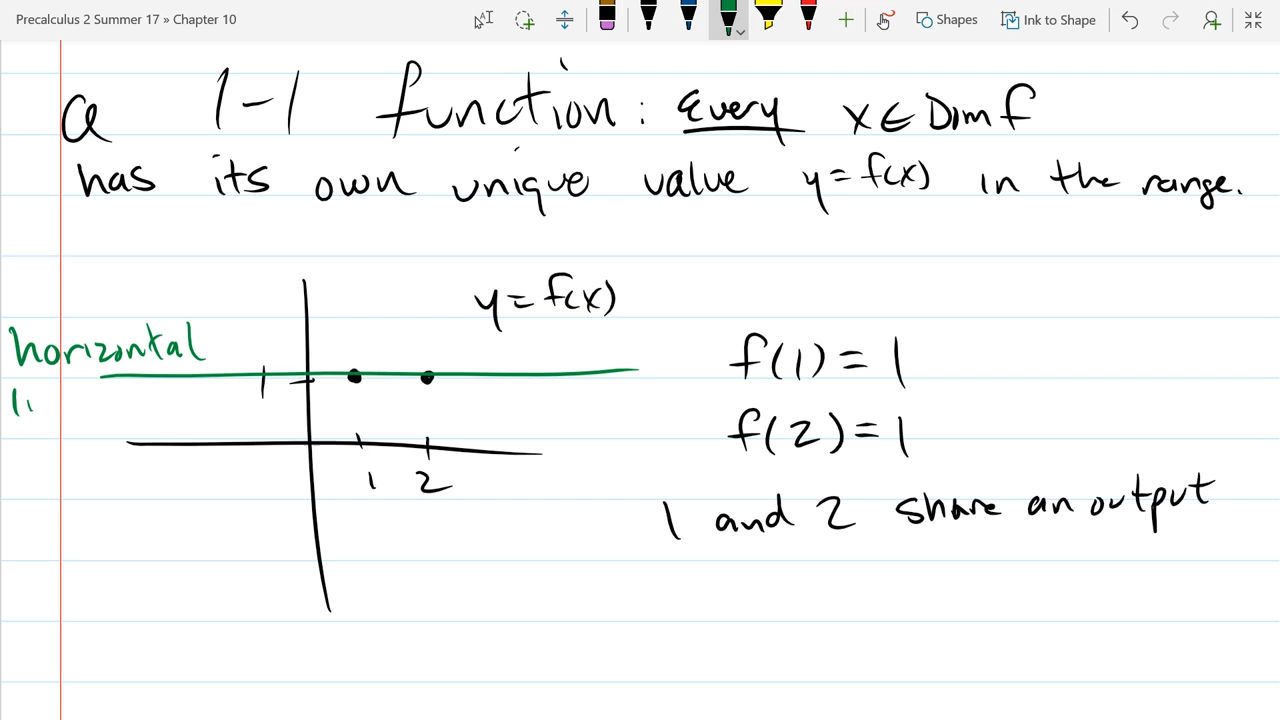 Precalculus 2 Summer 17 » Chapter 10
Shapes
Ink to Shape
a 1-1 function: Every x ∈ Dom f
has its own unique value y = f(x) in the range.
y = f(x)
horizontal
1
1 2
f(1) = 1
f(2) = 1
1 and 2 share an output